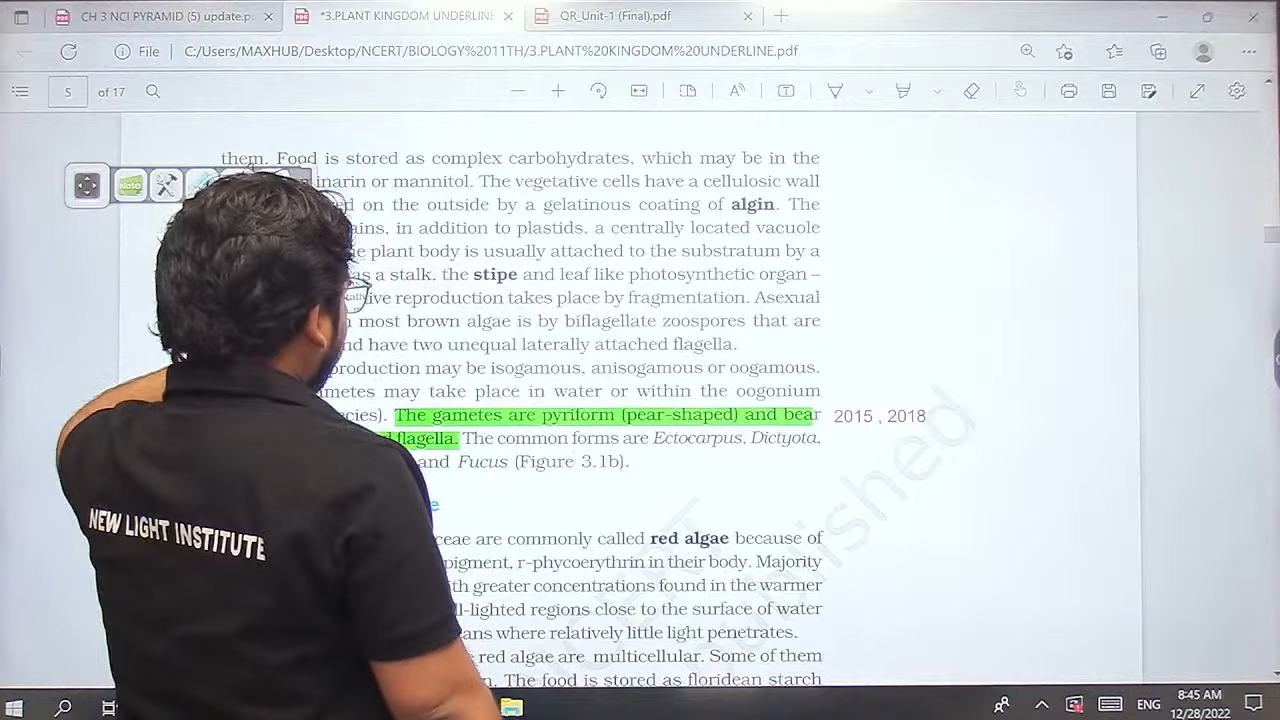 CH 3 NCI PYRAMID (5) update.p
*3.PLANT KINGDOM UNDERLINE
QR_Unit-1 (Final).pdf
File C:/Users/MAXHUB/Desktop/NCERT/BIOLOGY%2011TH/3.PLANT%20KINGDOM%20UNDERLINE.pdf
5 of 17
them. Food is stored as complex carbohydrates, which may be in the
Note
inarin or mannitol. The vegetative cells have a cellulosic wall
d on the outside by a gelatinous coating of algin. The
ains, in addition to plastids, a centrally located vacuole
e plant body is usually attached to the substratum by a
as a stalk, the stipe and leaf like photosynthetic organ –
ive reproduction takes place by fragmentation. Asexual
most brown algae is by biflagellate zoospores that are
nd have two unequal laterally attached flagella.
production may be isogamous, anisogamous or oogamous.
metes may take place in water or within the oogonium
cies). The gametes are pyriform (pear-shaped) and bear 2015 , 2018
flagella. The common forms are Ectocarpus, Dictyota,
and Fucus (Figure 3.1b).
e
ceae are commonly called red algae because of
pigment, r-phycoerythrin in their body. Majority
th greater concentrations found in the warmer
l-lighted regions close to the surface of water
ans where relatively little light penetrates.
red algae are multicellular. Some of them
n. The food is stored as floridean starch
NCERT
published
NEW LIGHT INSTITUTE
ENG
8:45 AM
12/28/2022